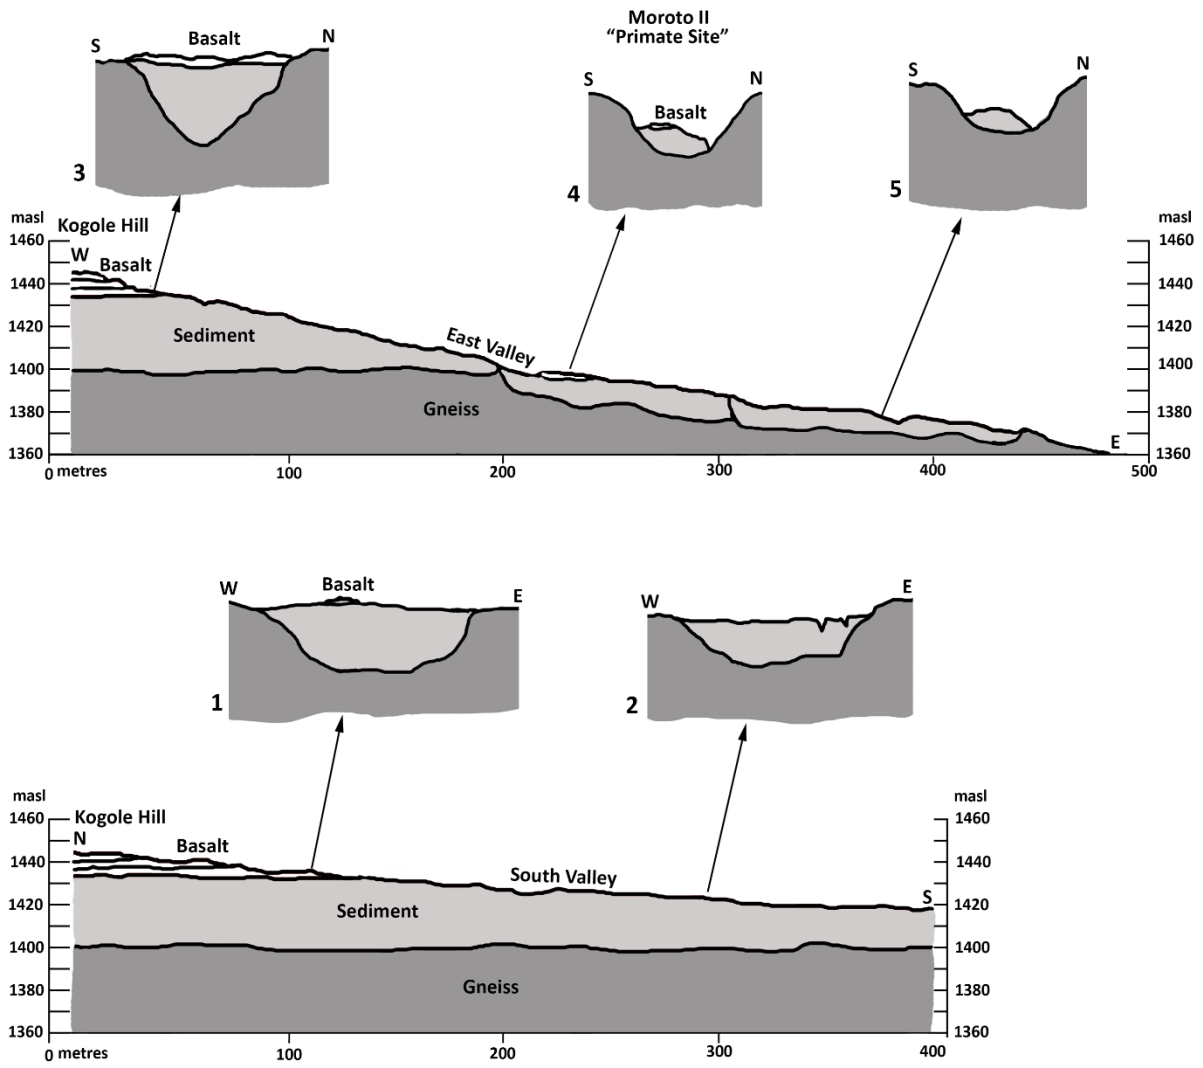 Moroto II
“Primate Site”
S
Basalt
N
3
S
N
Basalt
4
S
N
5
masl
Kogole Hill
masl
1460
W
Basalt
1460
1440
1440
1420
Sediment
East Valley
1420
1400
1400
1380
Gneiss
1380
1360
E
1360
0 metres
100
200
300
400
500
W
Basalt
E
1
W
E
2
masl
Kogole Hill
masl
1460
N
1460
1440
Basalt
1440
South Valley
1420
Sediment
S
1420
1400
1400
1380
Gneiss
1380
1360
1360
0 metres
100
200
300
400